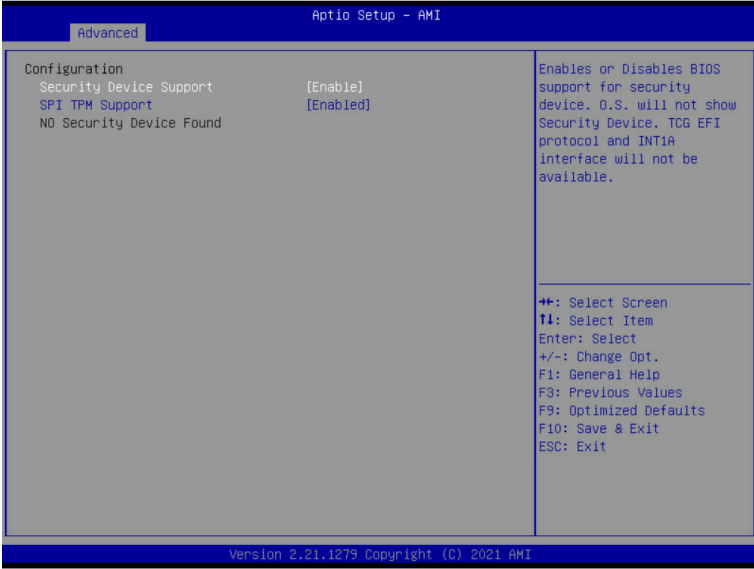 Aptio Setup – AMI
Advanced
Configuration
Security Device Support [Enable]
SPI TPM Support [Enabled]
NO Security Device Found
Enables or Disables BIOS
support for security
device. O.S. will not show
Security Device. TCG EFI
protocol and INT1A
interface will not be
available.
→←: Select Screen
↑↓: Select Item
Enter: Select
+/-: Change Opt.
F1: General Help
F3: Previous Values
F9: Optimized Defaults
F10: Save & Exit
ESC: Exit
Version 2.21.1279 Copyright (C) 2021 AMI